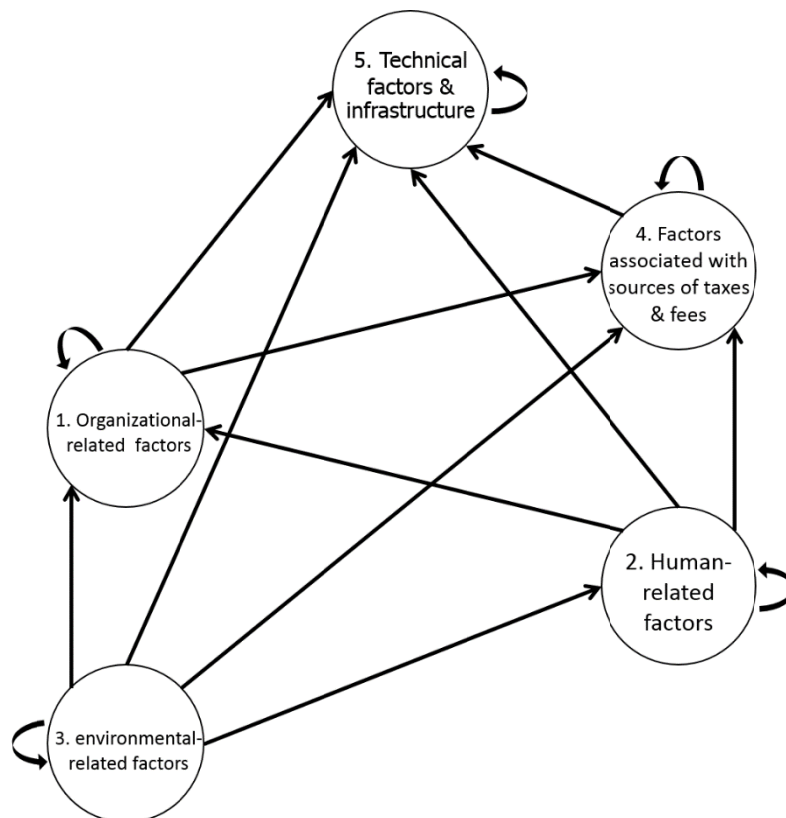 5. Technical
factors &
infrastructure
4. Factors
associated with
sources of taxes
& fees
1. Organizational-
related factors
2. Human-
related
factors
3. environmental-
related factors